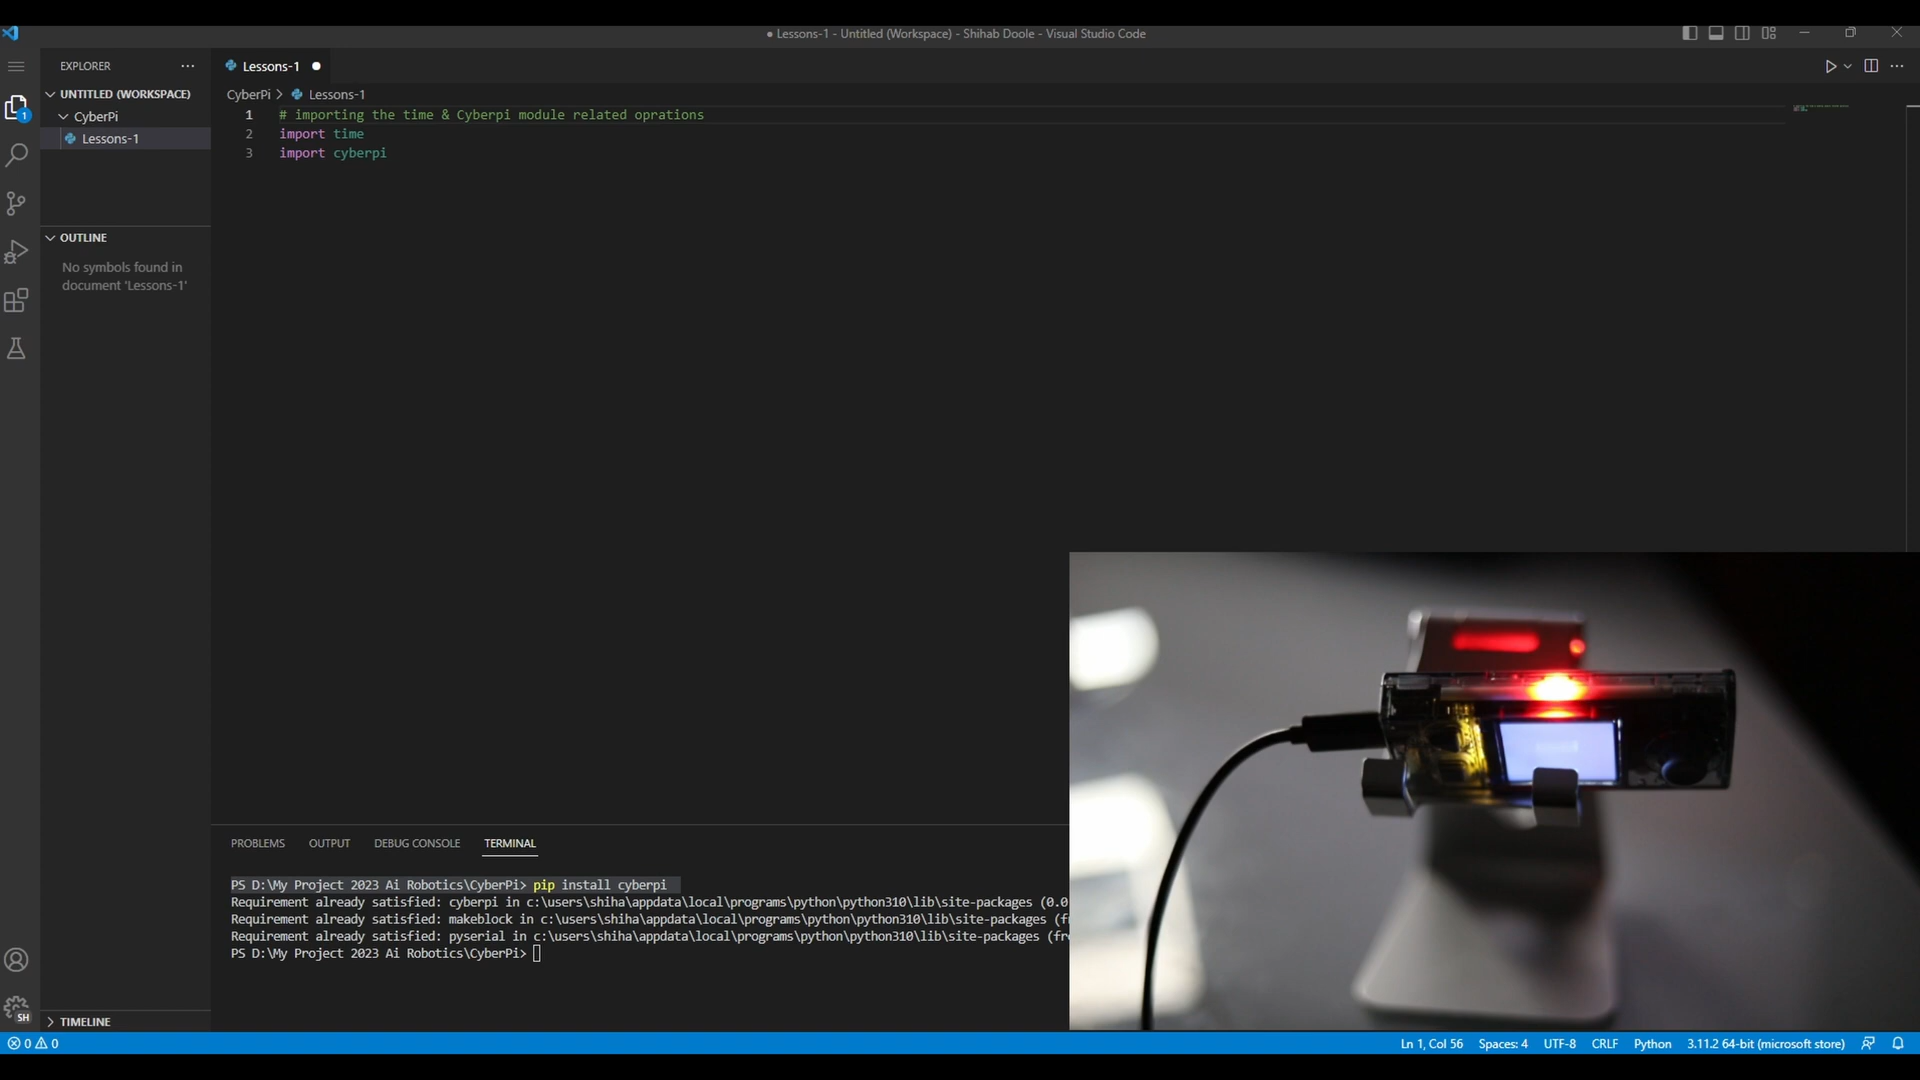 ● Lessons-1 - Untitled (Workspace) - Shihab Doole - Visual Studio Code
EXPLORER
Lessons-1
UNTITLED (WORKSPACE)
CyberPi
Lessons-1
OUTLINE
No symbols found in
document 'Lessons-1'
TIMELINE
1
SH
CyberPi > Lessons-1
1 # importing the time & Cyberpi module related oprations
2 import time
3 import cyberpi
PROBLEMS OUTPUT DEBUG CONSOLE TERMINAL
PS D:\My Project 2023 Ai Robotics\CyberPi> pip install cyberpi
Requirement already satisfied: cyberpi in c:\users\shiha\appdata\local\programs\python\python310\lib\site-packages (0.0
Requirement already satisfied: makeblock in c:\users\shiha\appdata\local\programs\python\python310\lib\site-packages (
Requirement already satisfied: pyserial in c:\users\shiha\appdata\local\programs\python\python310\lib\site-packages (
PS D:\My Project 2023 Ai Robotics\CyberPi>
0 0
Ln 1, Col 56 Spaces: 4 UTF-8 CRLF Python 3.11.2 64-bit (microsoft store)